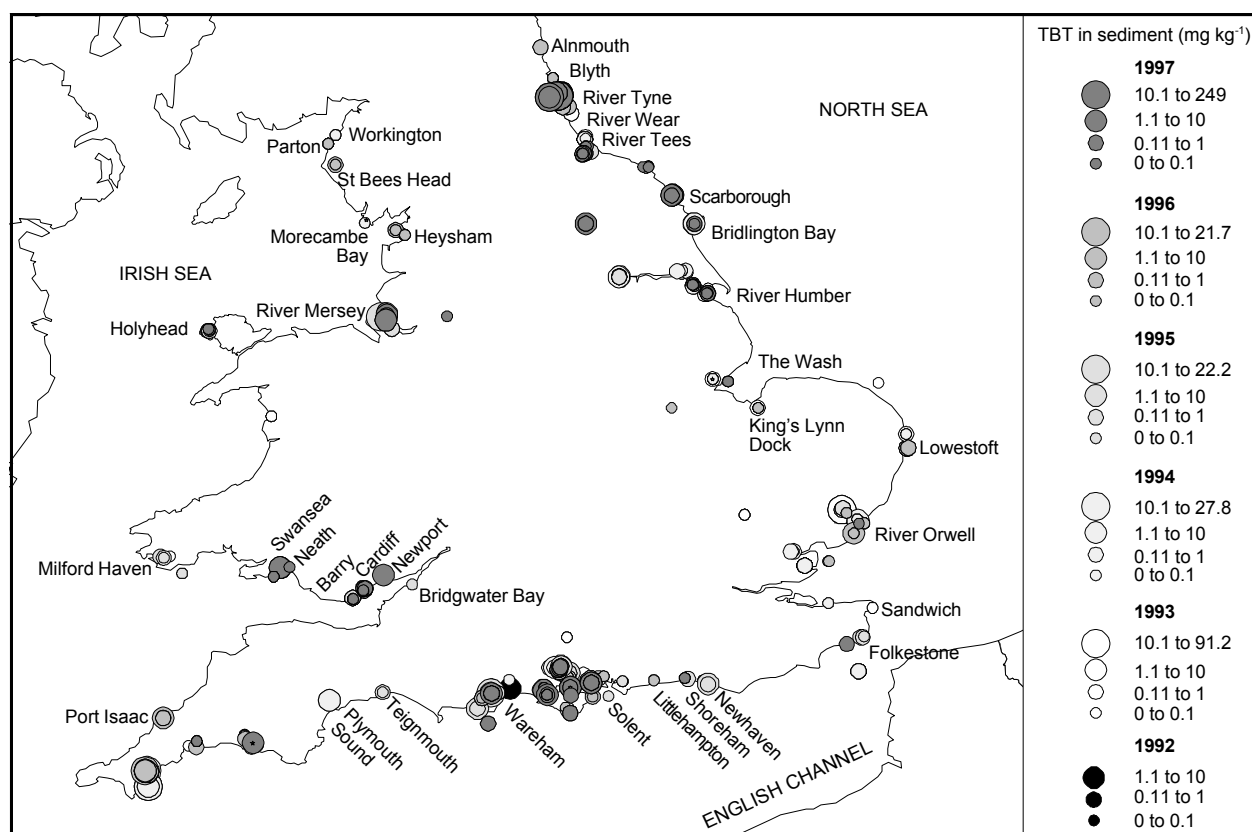 Alnmouth
Blyth
River Tyne
River Wear
River Tees
NORTH SEA
Workington
Parton
St Bees Head
Scarborough
Morecambe
Bay
Heysham
Bridlington Bay
IRISH SEA
River Mersey
River Humber
Holyhead
The Wash
King's Lynn
Dock
Lowestoft
Swansea
Neath
Barry
Cardiff
Newport
River Orwell
Milford Haven
Bridgwater Bay
Sandwich
Folkestone
Port Isaac
Plymouth
Sound
Teignmouth
Wareham
Solent
Littlehampton
Shoreham
Newhaven
ENGLISH CHANNEL
TBT in sediment (mg kg⁻¹)
1997
10.1 to 249
1.1 to 10
0.11 to 1
0 to 0.1
1996
10.1 to 21.7
1.1 to 10
0.11 to 1
0 to 0.1
1995
10.1 to 22.2
1.1 to 10
0.11 to 1
0 to 0.1
1994
10.1 to 27.8
1.1 to 10
0.11 to 1
0 to 0.1
1993
10.1 to 91.2
1.1 to 10
0.11 to 1
0 to 0.1
1992
1.1 to 10
0.11 to 1
0 to 0.1